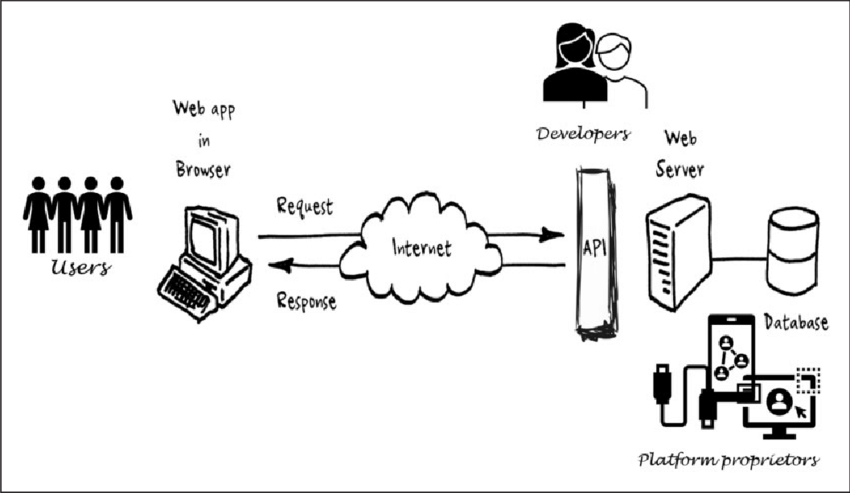 Developers
Web app
in
Browser
Web
Server
Users
Request
Internet
API
Response
Database
Platform proprietors